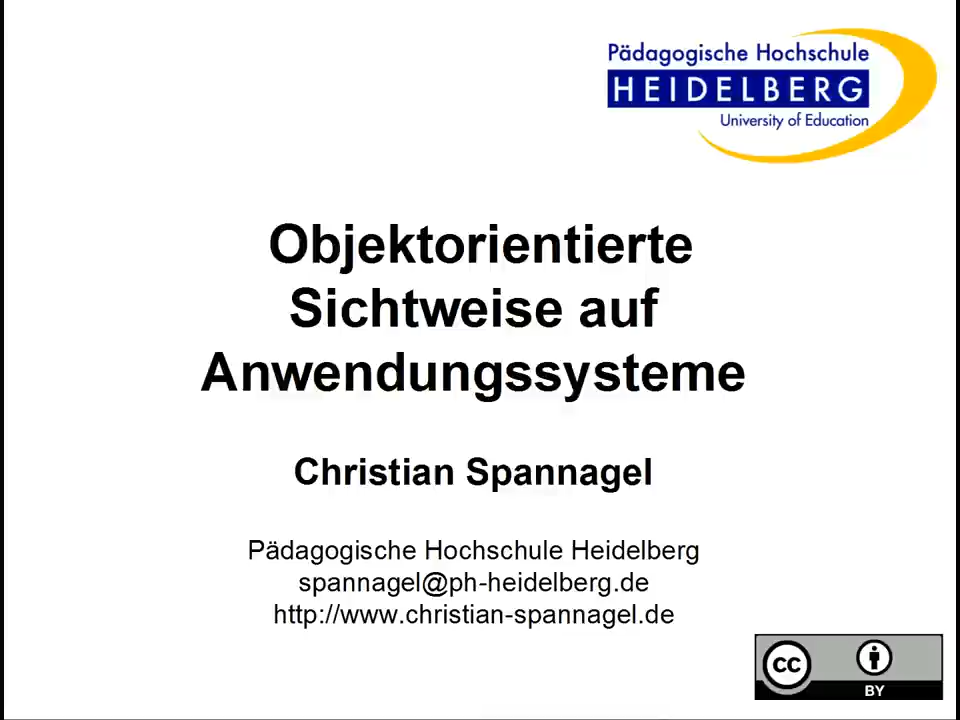 Pädagogische Hochschule
HEIDELBERG
University of Education
Objektorientierte
Sichtweise auf
Anwendungssysteme
Christian Spannagel
Pädagogische Hochschule Heidelberg
spannagel@ph-heidelberg.de
http://www.christian-spannagel.de
cc
BY